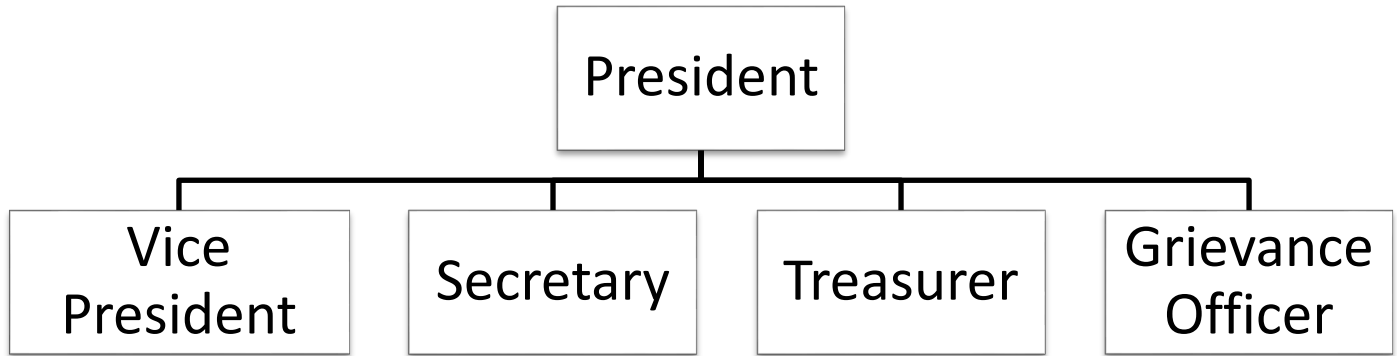 President
Vice
President
Secretary
Treasurer
Grievance
Officer